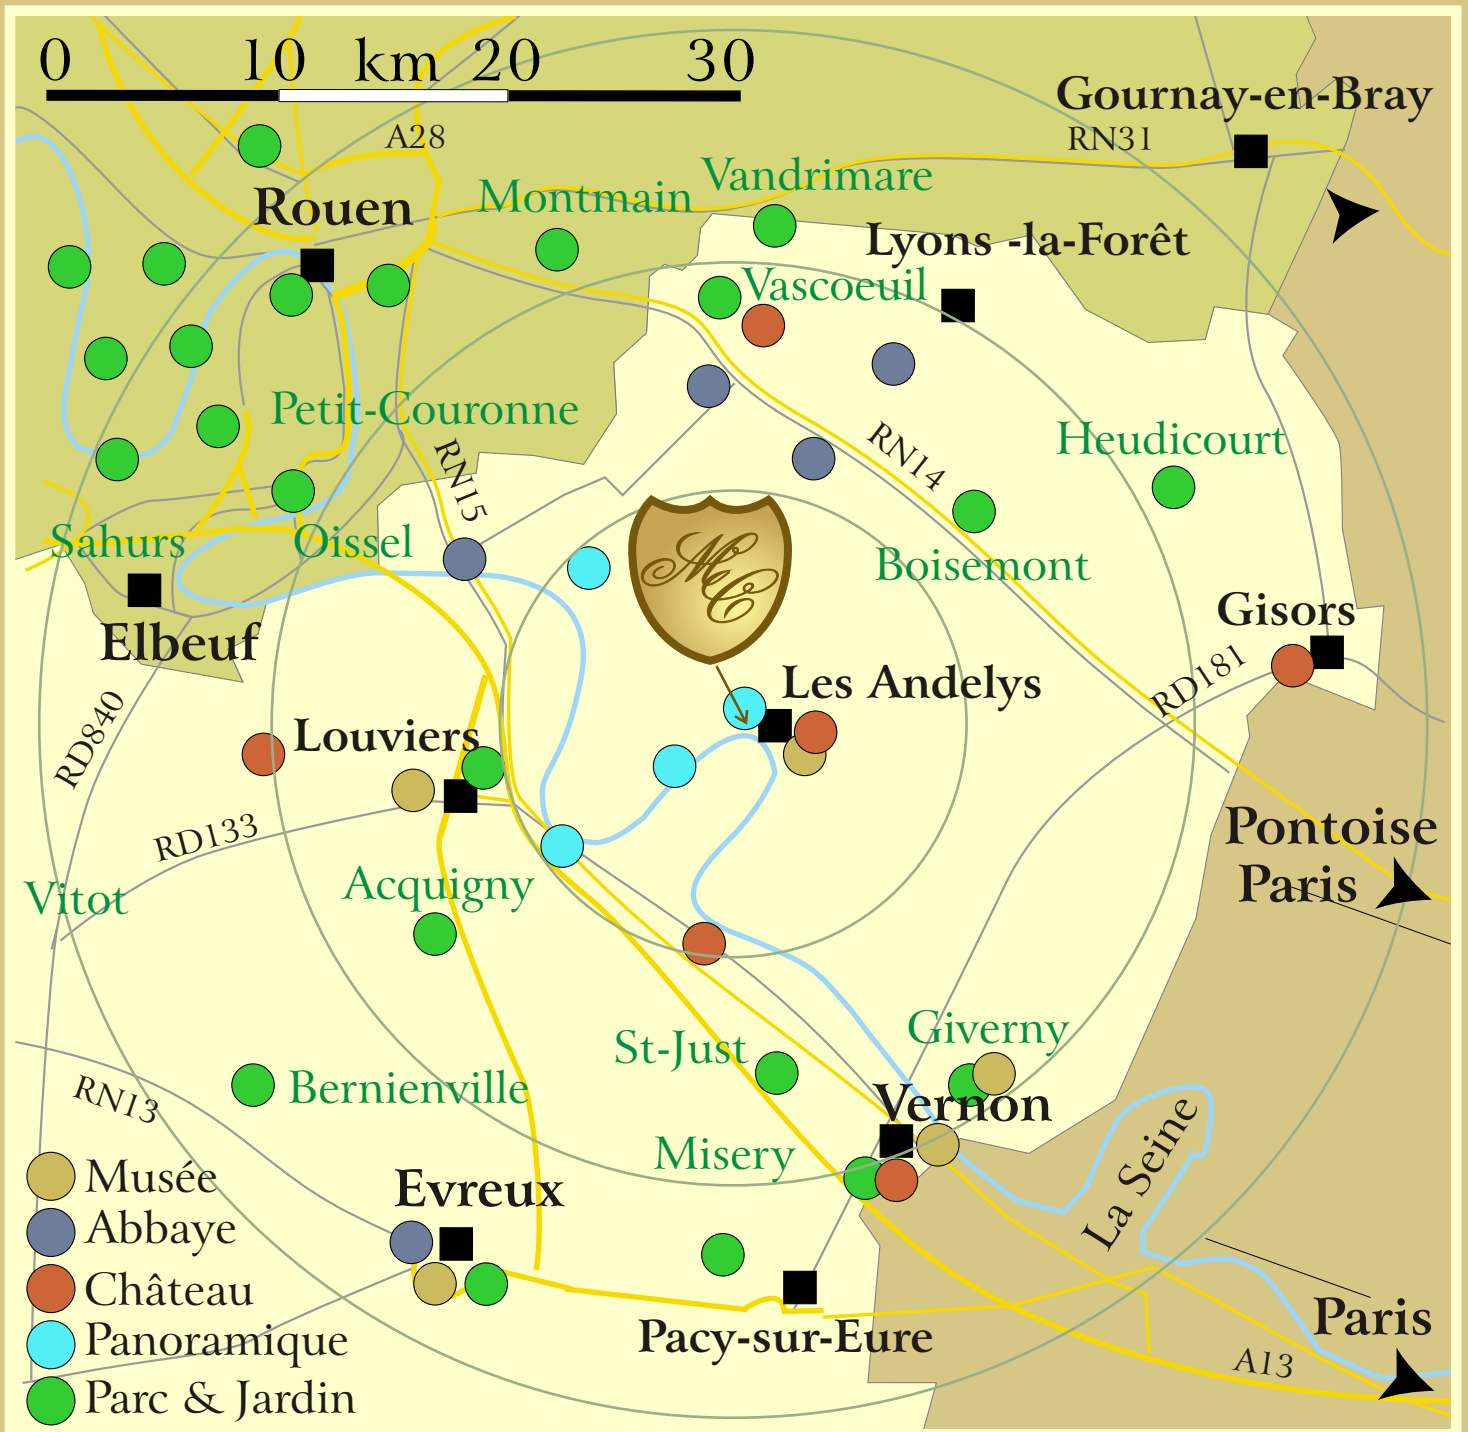 0 10 km 20 30
Gournay-en-Bray
A28
RN31
Vandrimare
Montmain
Rouen
Lyons -la-Forêt
Vascoeuil
Petit-Couronne
RN15
RN14
Heudicourt
Sahurs
Oissel
MC
Boisemont
Elbeuf
Gisors
RD181
Les Andelys
RD840
Louviers
RD133
Pontoise
Paris
Vitot
Acquigny
St-Just
Giverny
Bernienville
RN13
Vernon
Misery
La Seine
Evreux
Musée
Abbaye
Château
Panoramique
Parc & Jardin
Pacy-sur-Eure
Paris
A13